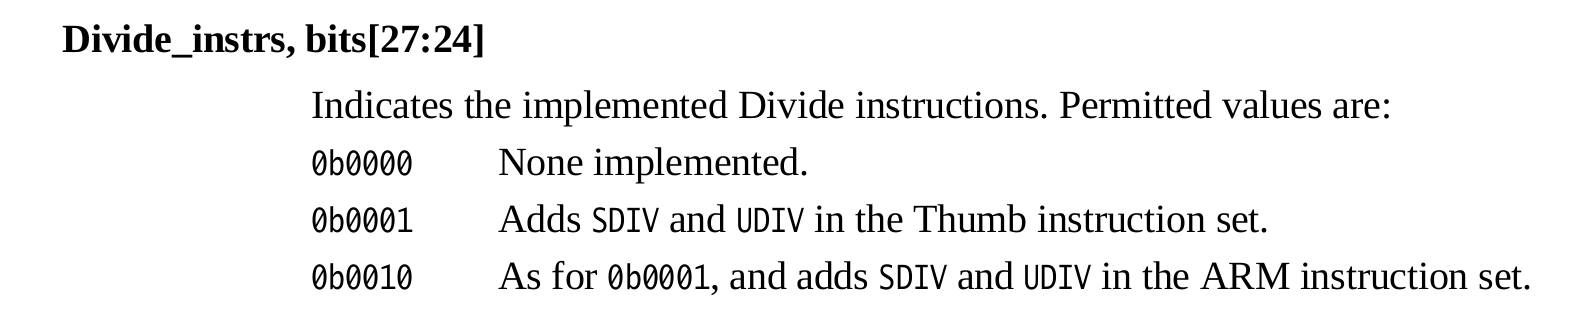 Divide_instrs, bits[27:24]
Indicates the implemented Divide instructions. Permitted values are:
0b0000 None implemented.
0b0001 Adds SDIV and UDIV in the Thumb instruction set.
0b0010 As for 0b0001, and adds SDIV and UDIV in the ARM instruction set.